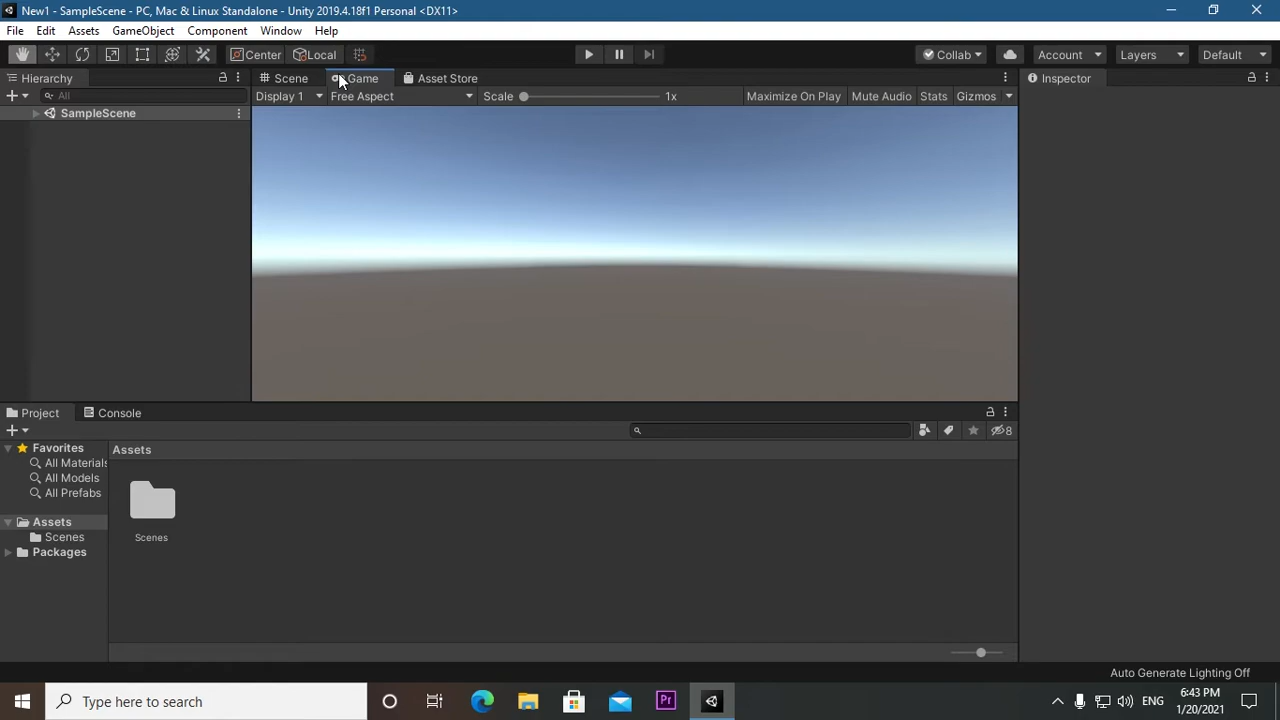 New1 - SampleScene - PC, Mac & Linux Standalone - Unity 2019.4.18f1 Personal <DX11>
File Edit Assets GameObject Component Window Help
Center Local Collab Account Layers Default
Hierarchy Scene Game Asset Store Inspector
All Display 1 Free Aspect Scale 1x Maximize On Play Mute Audio Stats Gizmos
SampleScene
Project Console
8
Favorites Assets
All Materials
All Models
All Prefabs
Assets
Scenes Scenes
Packages
Auto Generate Lighting Off
Type here to search Pr ENG 6:43 PM
1/20/2021